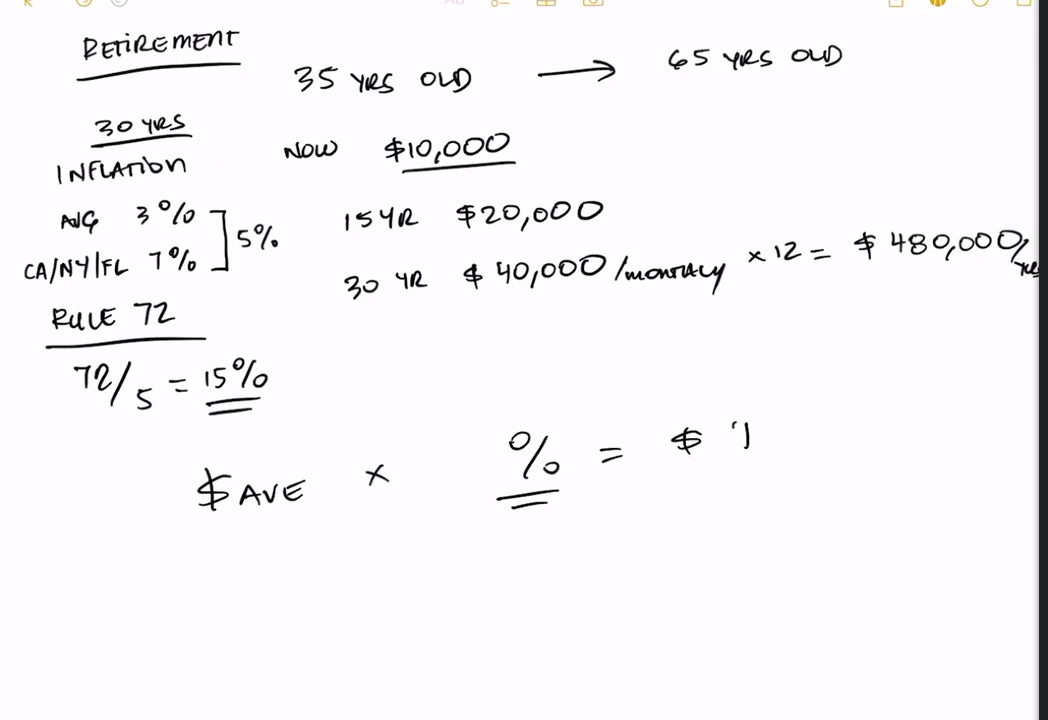 RETIREMENT
35 YRS OLD → 65 YRS OLD
30 YRS
INFLATION
NOW $10,000
AVG 3% ] 5%
CA/NY/FL 7%
15 YR $20,000
30 YR $40,000/MONTHLY × 12 = $480,000/
RULE 72
72/5 = 15%
$AVE × % = $